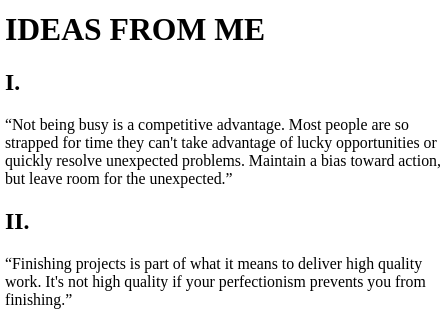 IDEAS FROM ME
I.
“Not being busy is a competitive advantage. Most people are so
strapped for time they can't take advantage of lucky opportunities or
quickly resolve unexpected problems. Maintain a bias toward action,
but leave room for the unexpected.”
II.
“Finishing projects is part of what it means to deliver high quality
work. It's not high quality if your perfectionism prevents you from
finishing.”